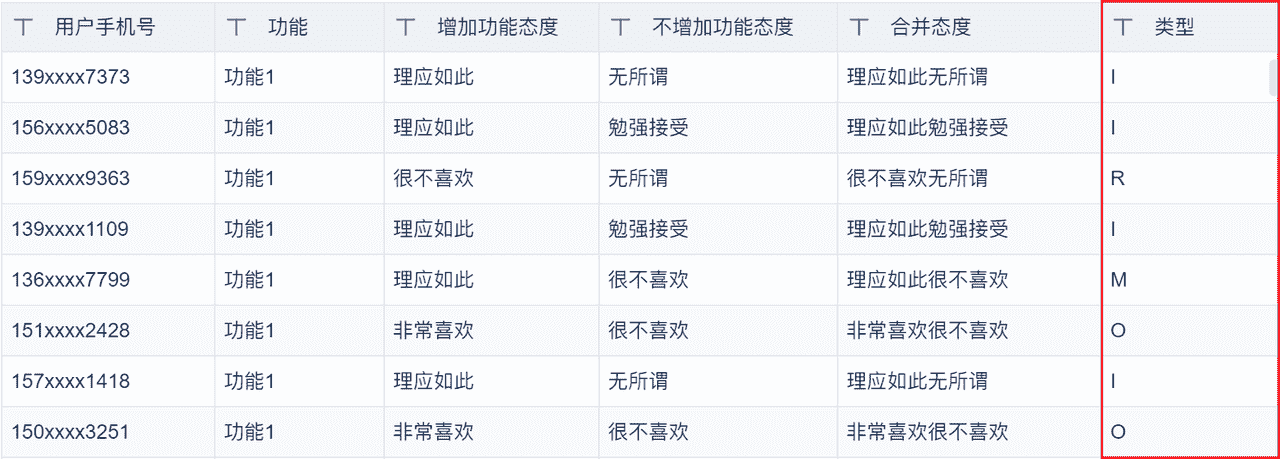 用户手机号 功能 增加功能态度 不增加功能态度 合并态度 类型
139xxxx7373 功能1 理应如此 无所谓 理应如此无所谓 I
156xxxx5083 功能1 理应如此 勉强接受 理应如此勉强接受 I
159xxxx9363 功能1 很不喜欢 无所谓 很不喜欢无所谓 R
139xxxx1109 功能1 理应如此 勉强接受 理应如此勉强接受 I
136xxxx7799 功能1 理应如此 很不喜欢 理应如此很不喜欢 M
151xxxx2428 功能1 非常喜欢 很不喜欢 非常喜欢很不喜欢 O
157xxxx1418 功能1 理应如此 无所谓 理应如此无所谓 I
150xxxx3251 功能1 非常喜欢 很不喜欢 非常喜欢很不喜欢 O